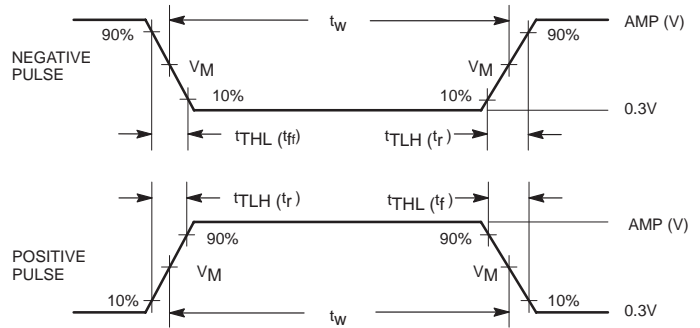 tw
AMP (V)
90%
90%
NEGATIVE
PULSE
VM
VM
10%
10%
0.3V
tTHL (tff)
tTLH (tr)
tTLH (tr)
tTHL (tf)
AMP (V)
90%
90%
POSITIVE
PULSE
VM
VM
10%
10%
tw
0.3V